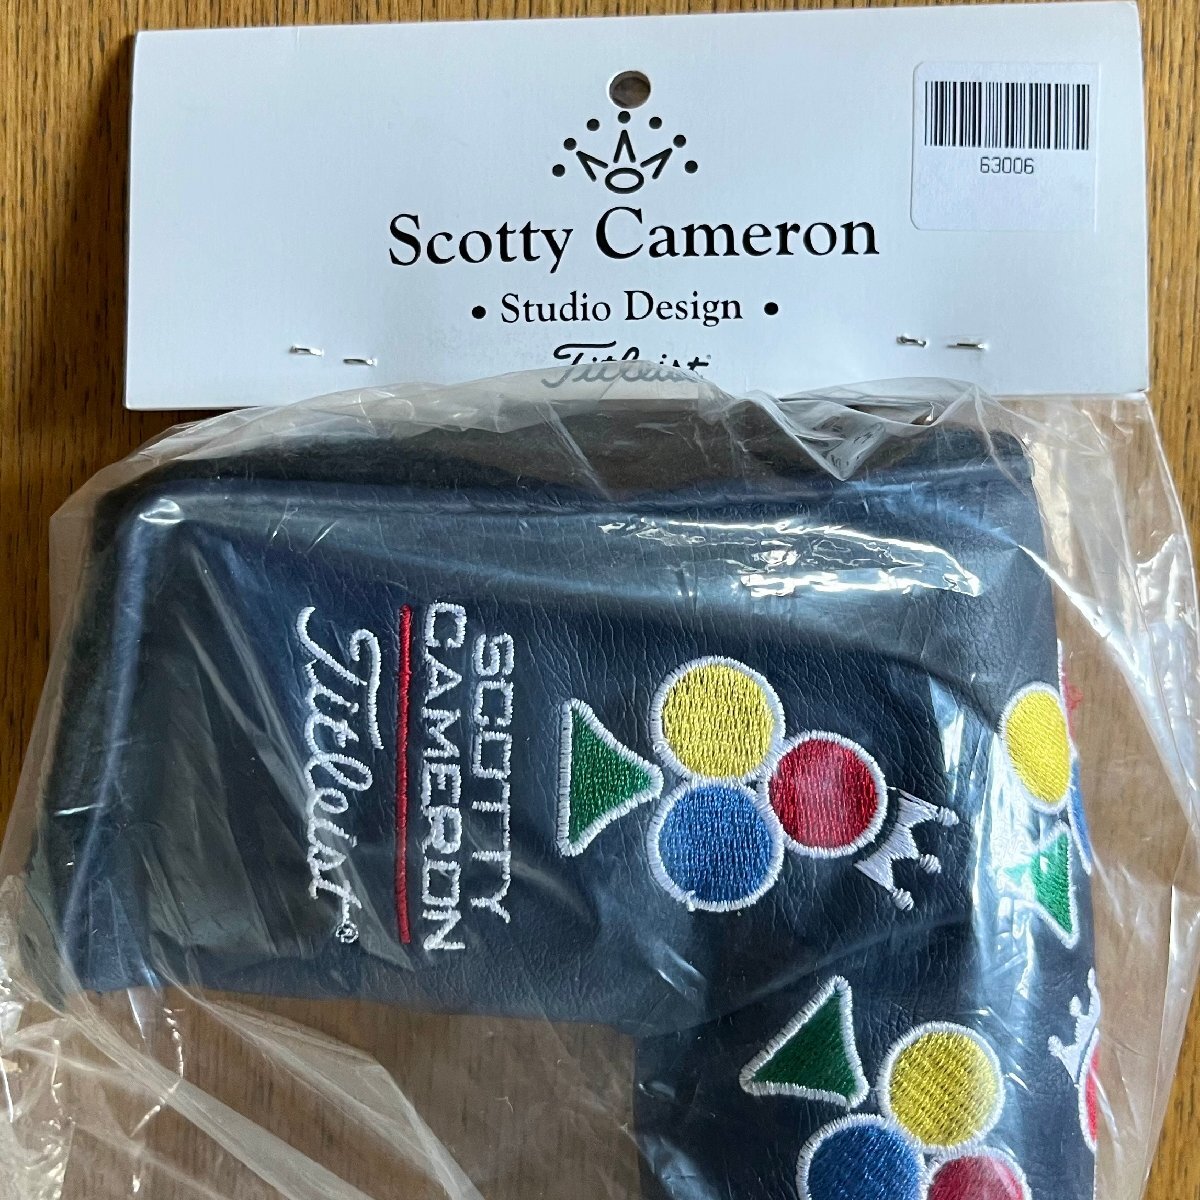 63006
Scotty Cameron
• Studio Design •
Titleist
SCOTTY
CAMERON
Titleist®